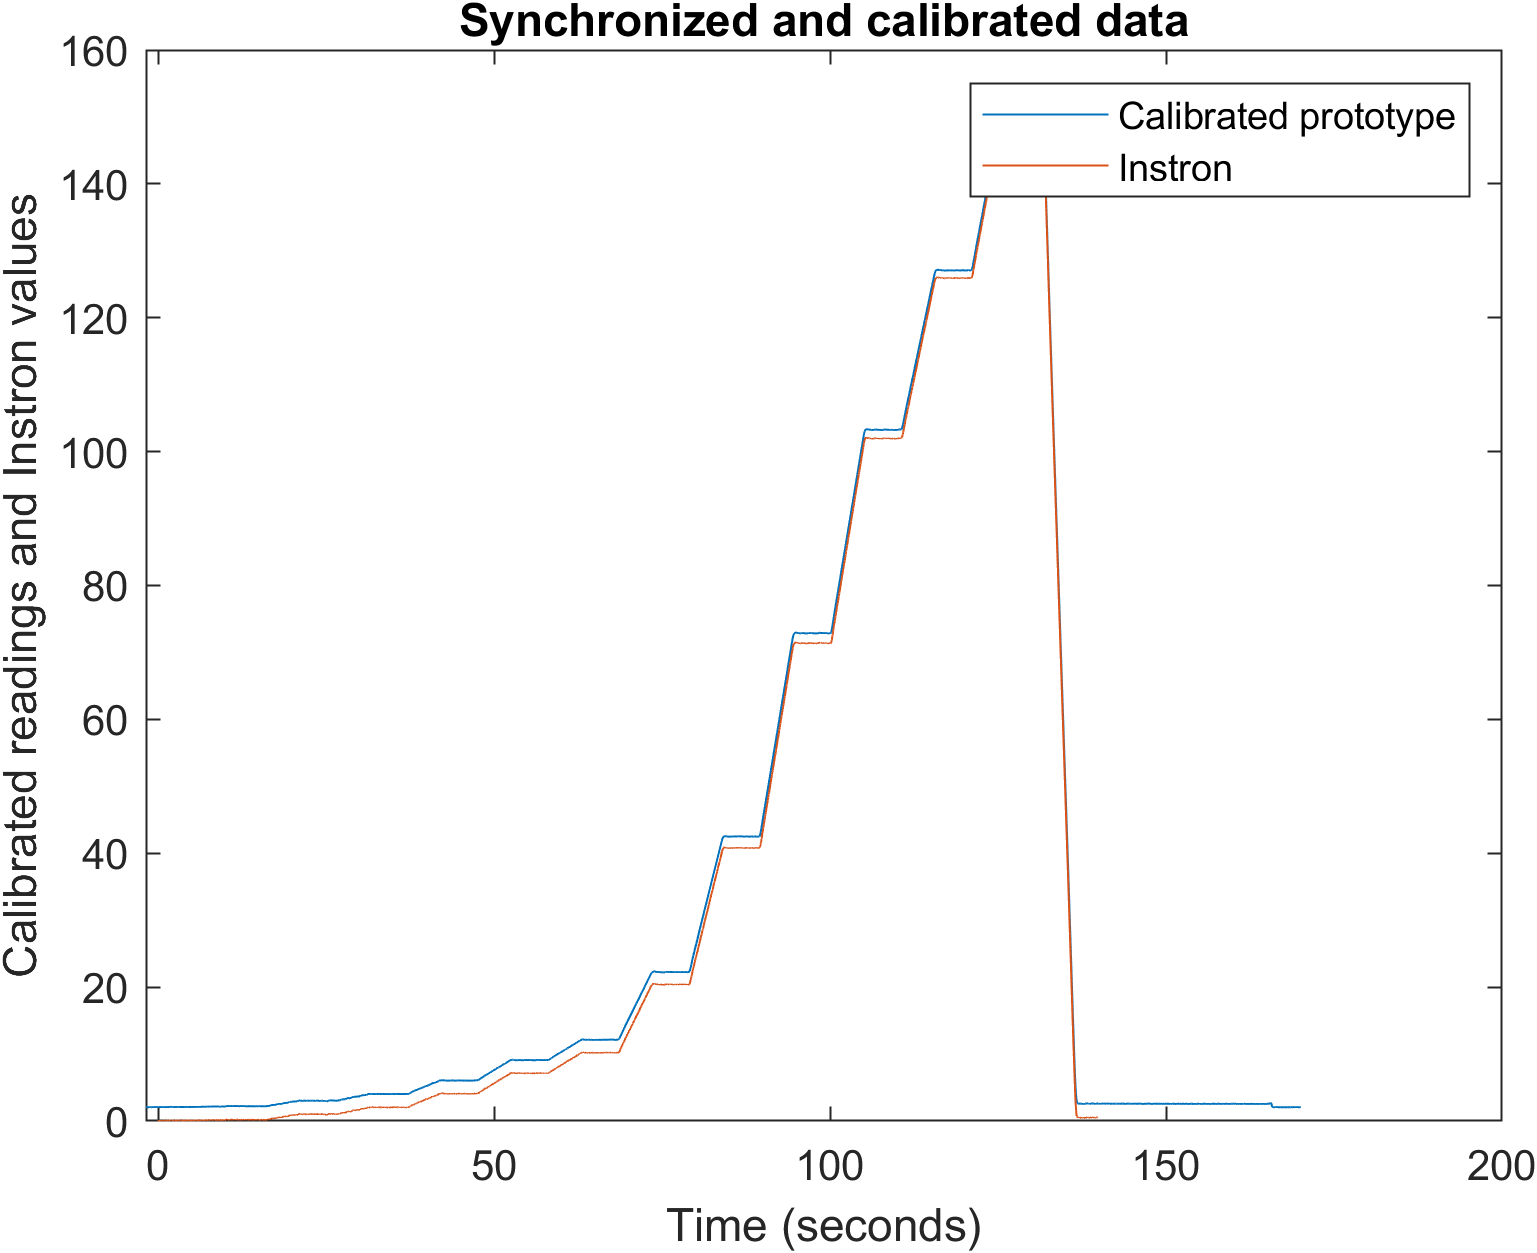 Synchronized and calibrated data
160
140
120
100
80
60
40
20
0
Calibrated readings and Instron values
Calibrated prototype
Instron
0 50 100 150 200
Time (seconds)